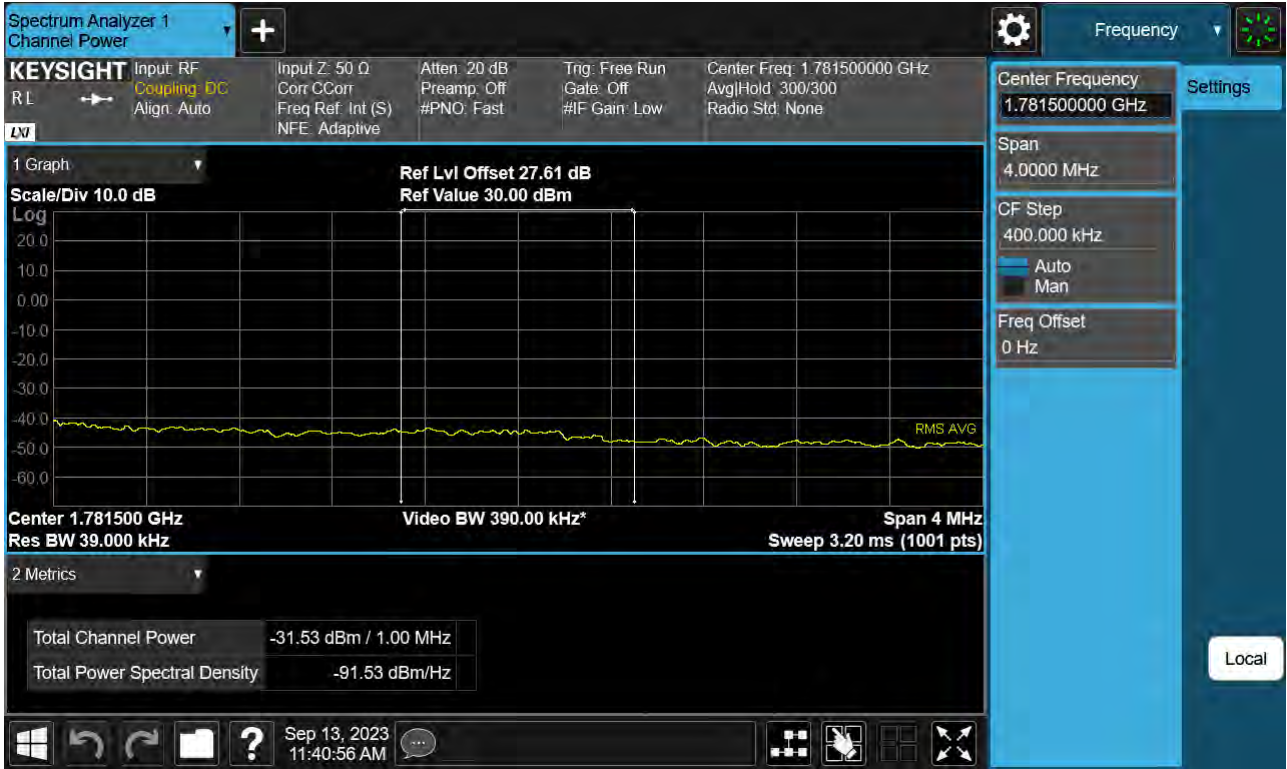 Spectrum Analyzer 1
Channel Power
+
Frequency
KEYSIGHT
R L
LXI
Input: RF
Coupling: DC
Align: Auto
Input Z: 50 Ω
Corr CCorr
Freq Ref: Int (S)
NFE: Adaptive
Atten: 20 dB
Preamp: Off
#PNO: Fast
Trig: Free Run
Gate: Off
#IF Gain: Low
Center Freq: 1.781500000 GHz
Avg|Hold: 300/300
Radio Std: None
Center Frequency
1.781500000 GHz
Settings
Span
4.0000 MHz
CF Step
400.000 kHz
Auto
Man
Freq Offset
0 Hz
Local
1 Graph
Scale/Div 10.0 dB
Ref Lvl Offset 27.61 dB
Ref Value 30.00 dBm
Log
20.0
10.0
0.00
-10.0
-20.0
-30.0
-40.0
-50.0
-60.0
RMS AVG
Center 1.781500 GHz
Res BW 39.000 kHz
Video BW 390.00 kHz*
Span 4 MHz
Sweep 3.20 ms (1001 pts)
2 Metrics
Total Channel Power -31.53 dBm / 1.00 MHz
Total Power Spectral Density -91.53 dBm/Hz
?
Sep 13, 2023
11:40:56 AM